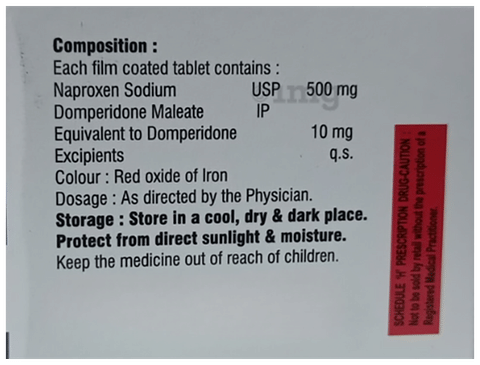 Composition :
Each film coated tablet contains :
Naproxen Sodium USP 500 mg
Domperidone Maleate IP
Equivalent to Domperidone 10 mg
Excipients q.s.
Colour : Red oxide of Iron
Dosage : As directed by the Physician.
Storage : Store in a cool, dry & dark place.
Protect from direct sunlight & moisture.
Keep the medicine out of reach of children.
SCHEDULE 'H' PRESCRIPTION DRUG-CAUTION :
Not to be sold by retail without the prescription of a
Registered Medical Practitioner.
1mg